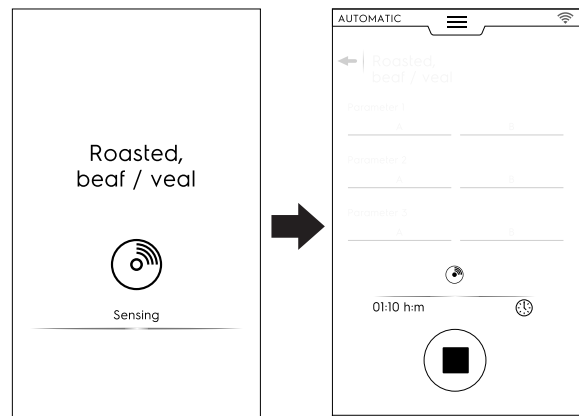 Roasted,
beaf / veal
Sensing
AUTOMATIC
Roasted,
beaf / veal
Parameter 1
A
B
Parameter 2
A
B
Parameter 3
A
B
01:10 h:m